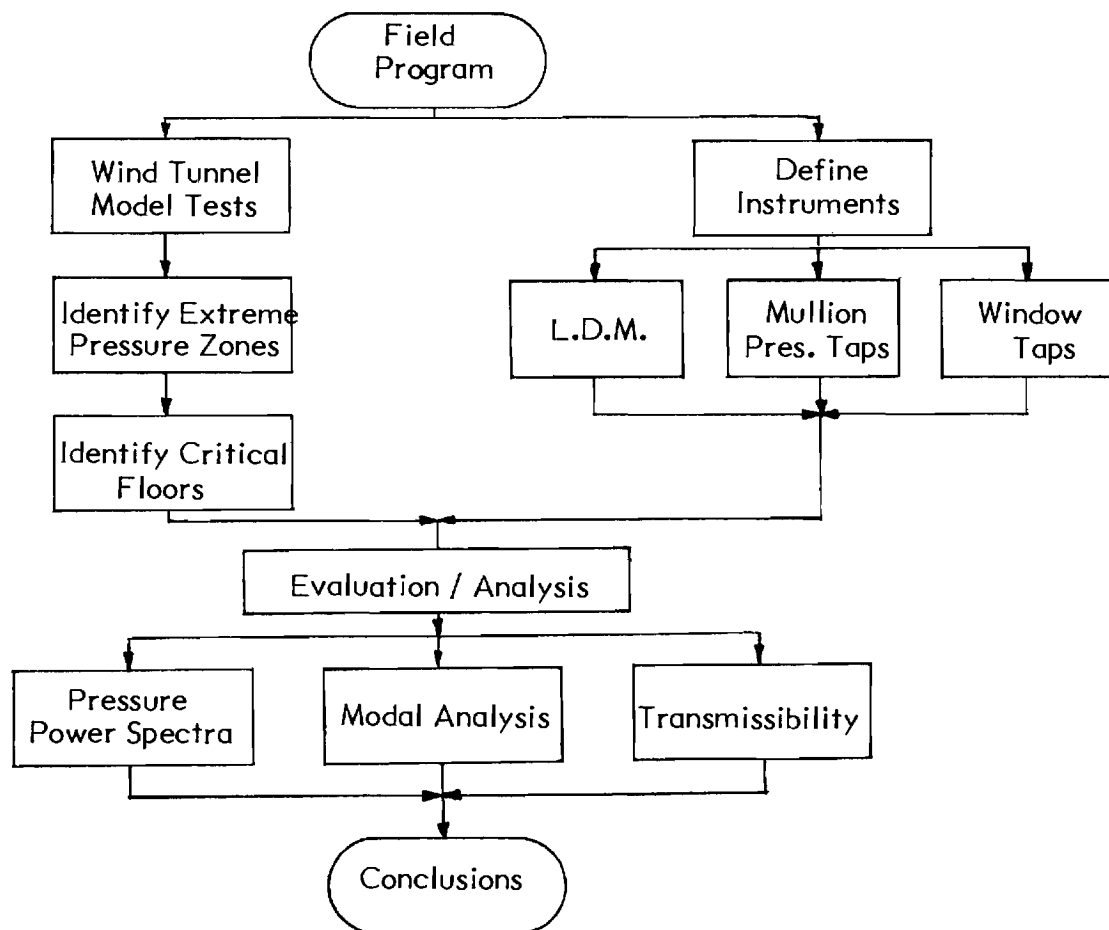 Field
Program
Wind Tunnel
Model Tests
Define
Instruments
Identify Extreme
Pressure Zones
L.D.M.
Mullion
Pres. Taps
Window
Taps
Identify Critical
Floors
Evaluation / Analysis
Pressure
Power Spectra
Modal Analysis
Transmissibility
Conclusions